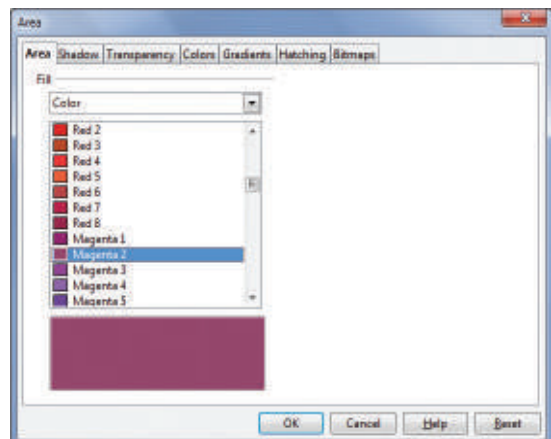 Area
Area Shadow Transparency Colors Gradients Hatching Bitmaps
Fill
Color
Red 2
Red 3
Red 4
Red 5
Red 6
Red 7
Red 8
Magenta 1
Magenta 2
Magenta 3
Magenta 4
Magenta 5
OK Cancel Help Reset